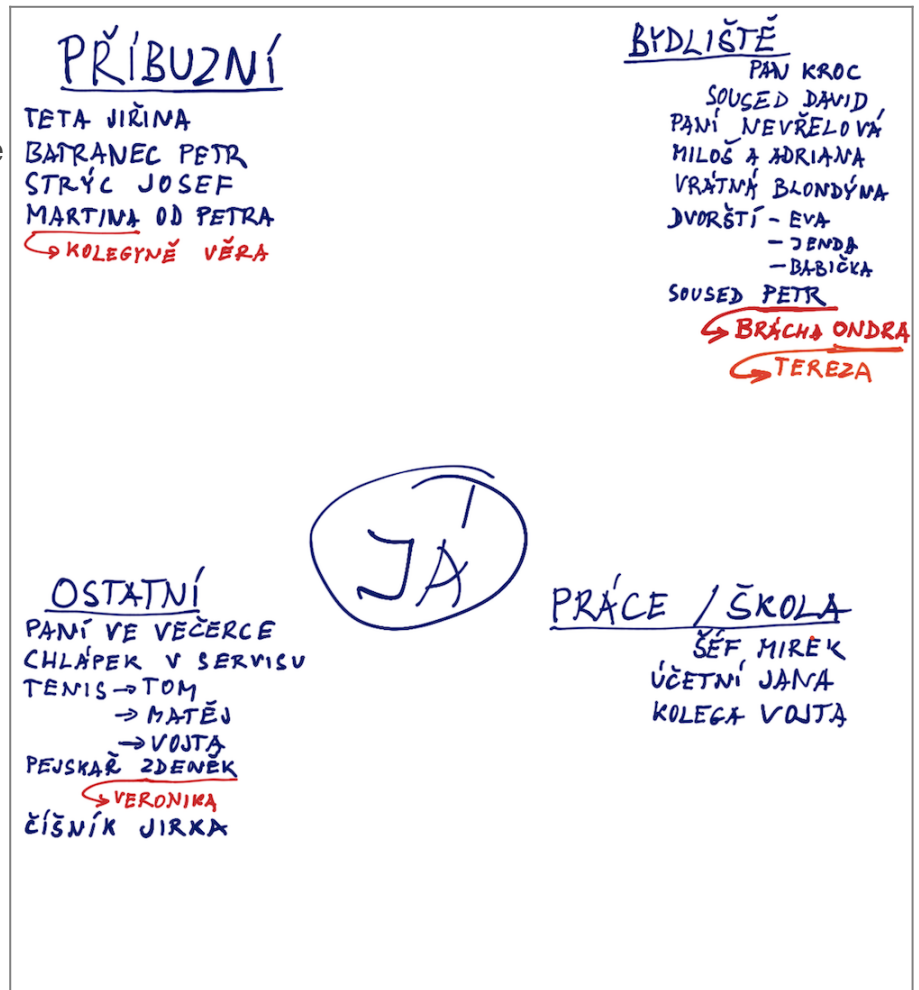 PŘÍBUZNÍ
TETA JIŘINA
BATRANEC PETR
STRÝC JOSEF
MARTINA OD PETRA
KOLEGYNĚ VĚRA
BYDLIŠTĚ
PAN KROC
SOUSED DAVID
PANÍ NEVŘELOVÁ
MILOŠ A ADRIANA
VRÁTNÁ BLONDÝNA
DVORŠTÍ - EVA
- JENDA
- BABIČKA
SOUSED PETR
BRÁCHA ONDRA
TEREZA
JÁ
OSTATNÍ
PANÍ VE VEČERCE
CHLÁPEK V SERVISU
TENIS → TOM
→ MATĚJ
→ VOJTA
PEJSKAŘ ZDENĚK
VERONIKA
ČÍŠNÍK JIRKA
PRÁCE / ŠKOLA
ŠÉF MIREK
ÚČETNÍ JANA
KOLEGA VOJTA